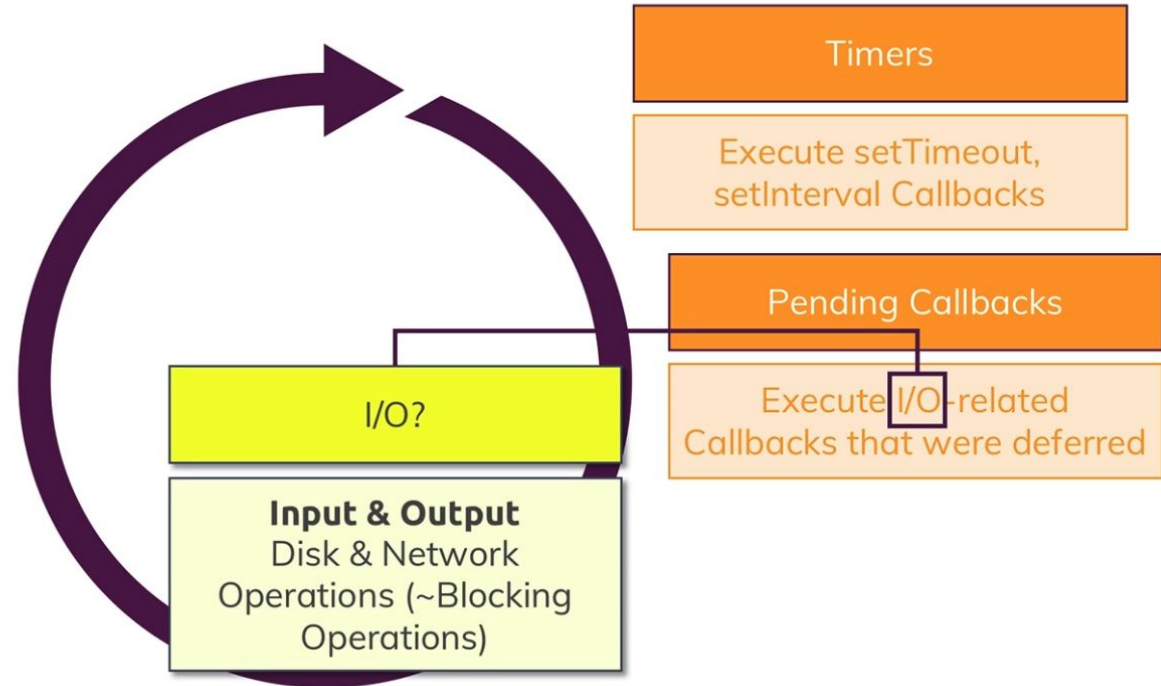 Timers
Execute setTimeout,
setInterval Callbacks
Pending Callbacks
Execute I/O-related
Callbacks that were deferred
I/O?
Input & Output
Disk & Network
Operations (~Blocking
Operations)